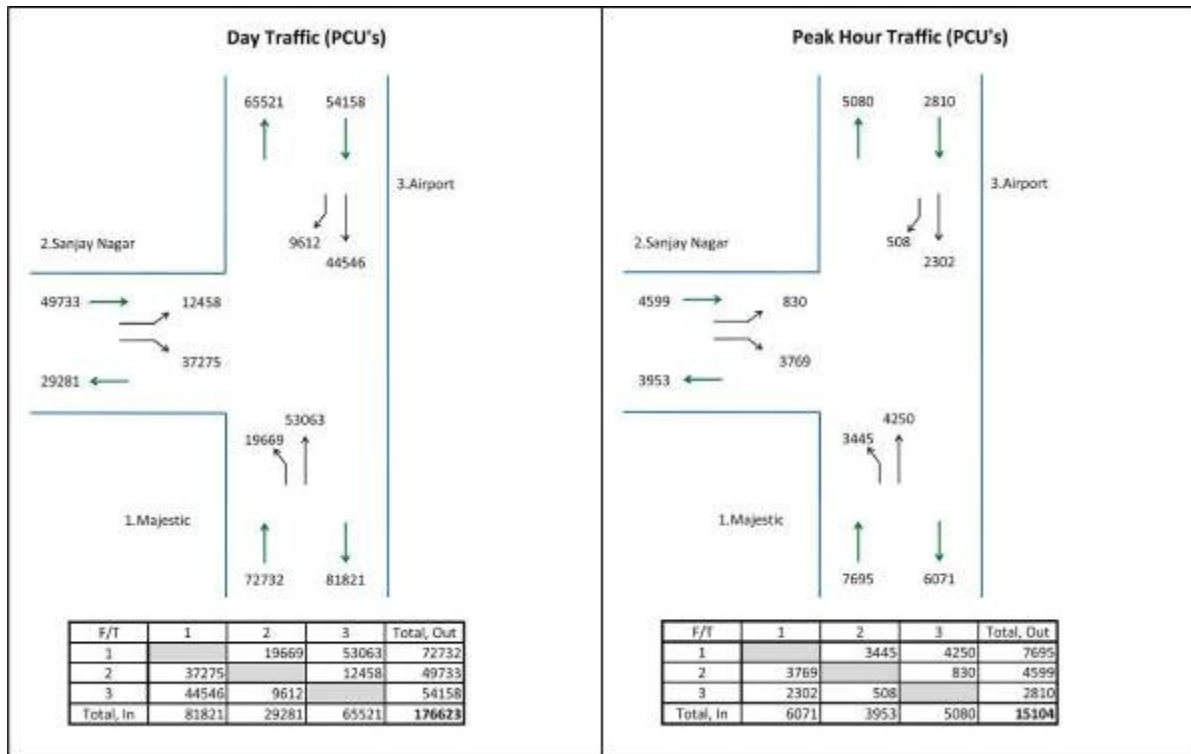 Day Traffic (PCU's)
65521 54158
3.Airport
9612
44546
2.Sanjay Nagar
49733 12458
37275
29281
53063
19669
1.Majestic
72732 81821
F/T 1 2 3 Total, Out
1 19669 53063 72732
2 37275 12458 49733
3 44546 9612 54158
Total, In 81821 29281 65521 176623
Peak Hour Traffic (PCU's)
5080 2810
3.Airport
508
2302
2.Sanjay Nagar
4599 830
3769
3953
4250
3445
1.Majestic
7695 6071
F/T 1 2 3 Total, Out
1 3445 4250 7695
2 3769 830 4599
3 2302 508 2810
Total, In 6071 3953 5080 15104